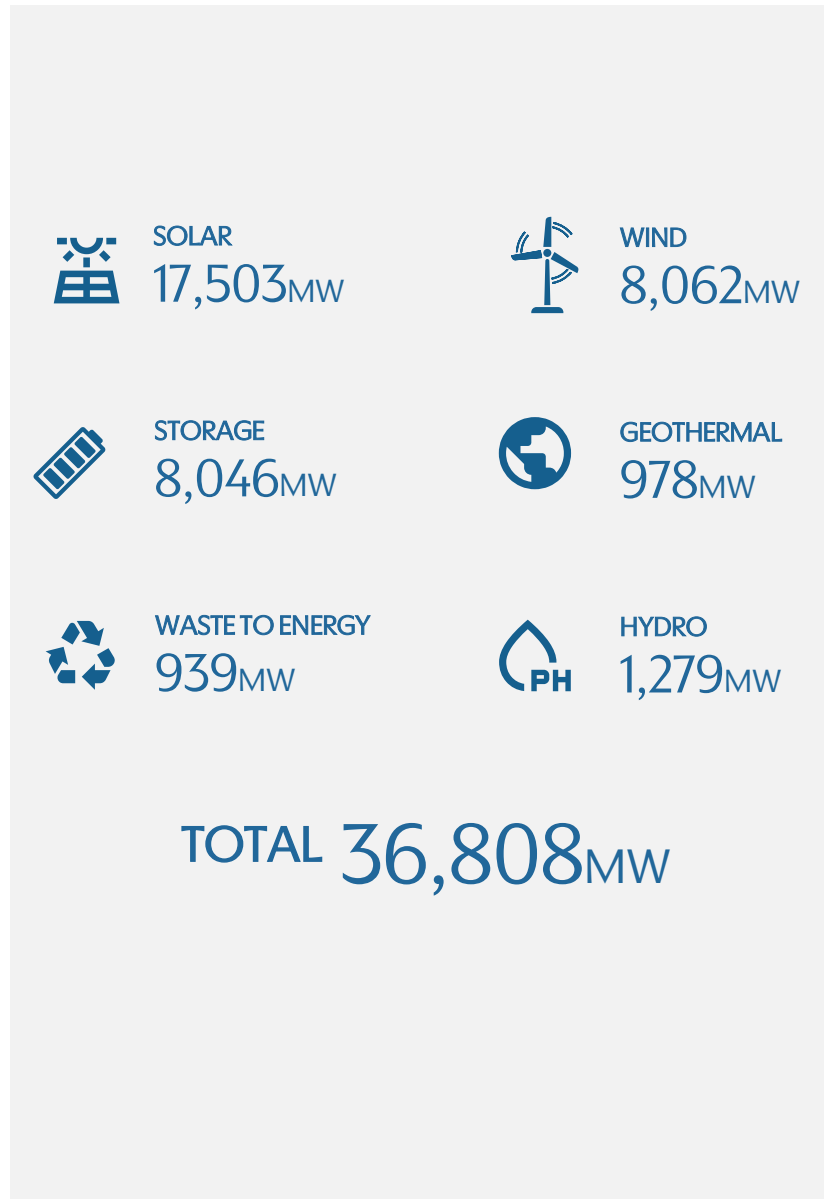 SOLAR
17,503MW
WIND
8,062MW
STORAGE
8,046MW
GEOTHERMAL
978MW
WASTE TO ENERGY
939MW
PH
HYDRO
1,279MW
TOTAL 36,808MW